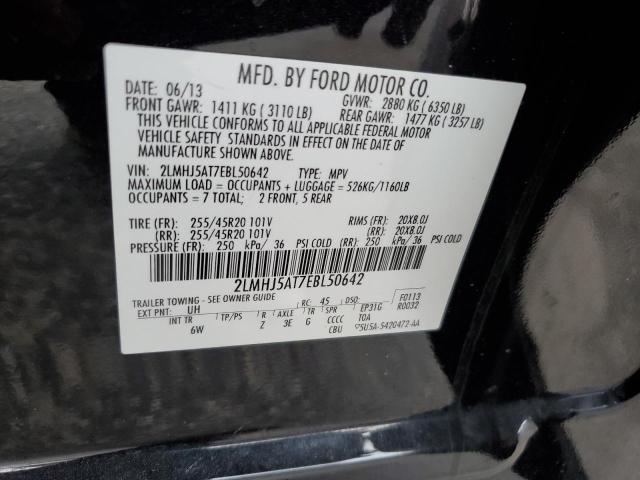 MFD. BY FORD MOTOR CO.
DATE: 06/13 GVWR: 2880 KG ( 6350 LB)
FRONT GAWR: 1411 KG ( 3110 LB) REAR GAWR: 1477 KG ( 3257 LB)
THIS VEHICLE CONFORMS TO ALL APPLICABLE FEDERAL MOTOR
VEHICLE SAFETY STANDARDS IN EFFECT ON THE DATE OF
MANUFACTURE SHOWN ABOVE.
VIN: 2LMHJ5AT7EBL50642 TYPE: MPV
MAXIMUM LOAD = OCCUPANTS + LUGGAGE = 526KG/1160LB
OCCUPANTS = 7 TOTAL; 2 FRONT, 5 REAR
TIRE (FR): 255/45R20 101V RIMS (FR): 20X8.0J
(RR): 255/45R20 101V (RR): 20X8.0J
PRESSURE (FR): 250 kPa/ 36 PSI COLD (RR): 250 kPa/ 36 PSI COLD
2LMHJ5AT7EBL50642
TRAILER TOWING - SEE OWNER GUIDE RC: 45 DSO: F0113
EXT PNT: UH EP31G R0032
INT TR TP/PS R AXLE TR SPR T0A
6W Z 3E G CCCC
CBU 5U5A-5420472-AA